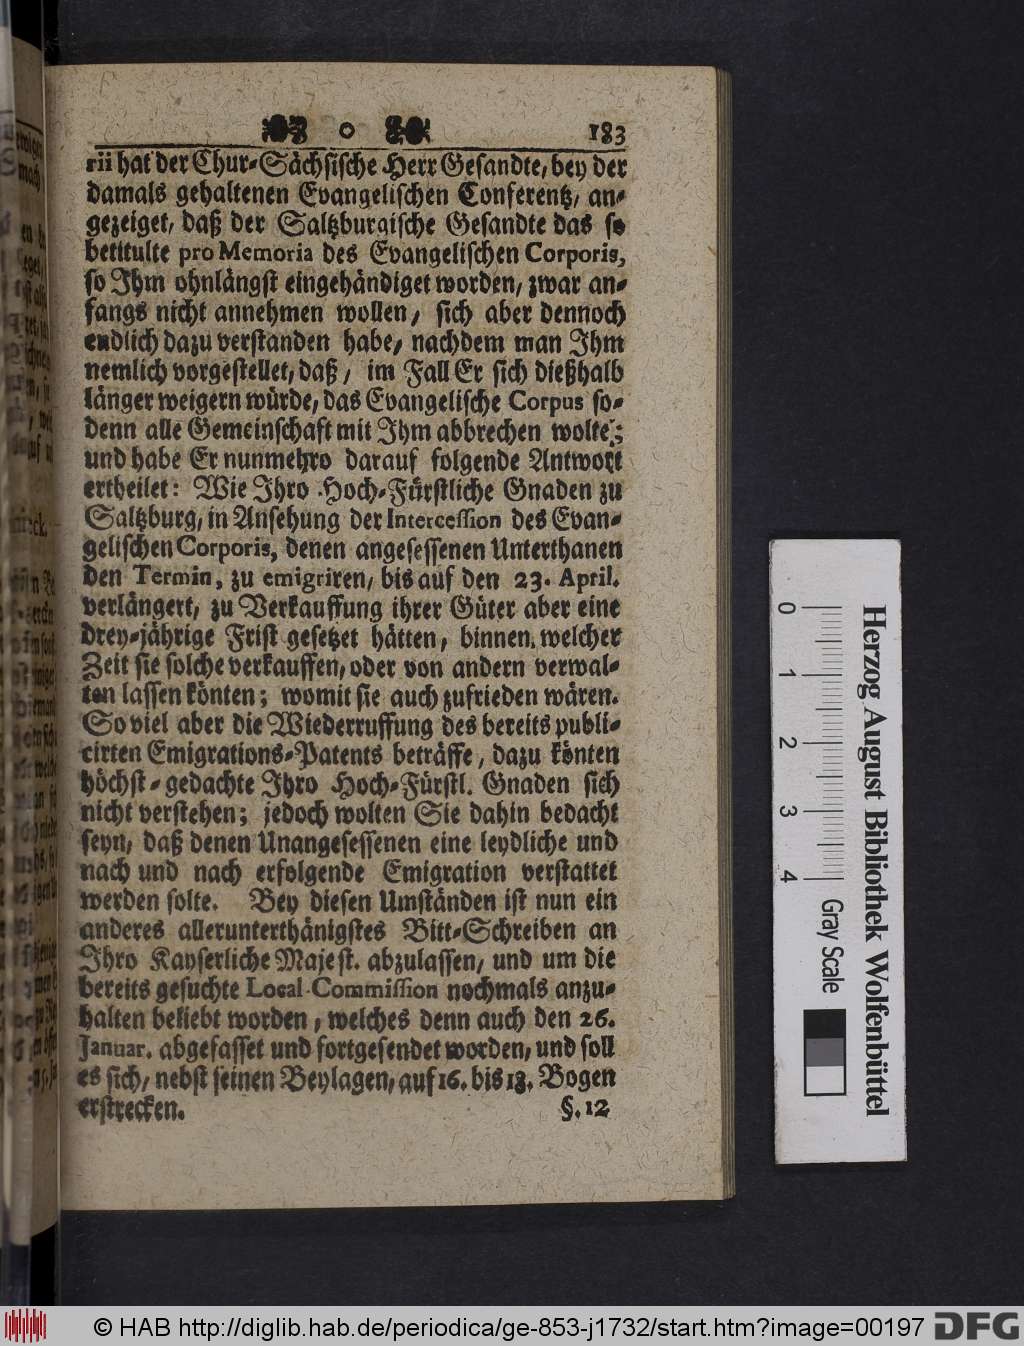 183
rii hat der Chur-Sächsische Herr Gesandte, bey der
damals gehaltenen Evangelischen Conferentz, an-
gezeiget, daß der Saltzburgische Gesandte das so
betitulte pro Memoria des Evangelischen Corporis,
so Ihm ohnlängst eingehändiget worden, zwar an-
fangs nicht annehmen wollen, sich aber dennoch
endlich dazu verstanden habe, nachdem man Ihm
nemlich vorgestellet, daß, im Fall Er sich dießhalb
länger weigern würde, das Evangelische Corpus so-
denn alle Gemeinschaft mit Ihm abbrechen wolte;
und habe Er nunmehro darauf folgende Antwort
ertheilet: Wie Ihro Hoch-Fürstliche Gnaden zu
Saltzburg, in Ansehung der Intercession des Evan-
gelischen Corporis, denen angesessenen Unterthanen
den Termin, zu emigriren, bis auf den 23. April.
verlängert, zu Verkauffung ihrer Güter aber eine
drey-jährige Frist gesetzet hätten, binnen welcher
Zeit sie solche verkauffen, oder von andern verwal-
ten lassen könten; womit sie auch zufrieden wären.
So viel aber die Wiederruffung des bereits publi-
cirten Emigrations-Patents beträffe, dazu könten
höchst-gedachte Ihro Hoch-Fürstl. Gnaden sich
nicht verstehen; jedoch wolten Sie dahin bedacht
seyn, daß denen Unangesessenen eine leydliche und
nach und nach erfolgende Emigration verstattet
werden solte. Bey diesen Umständen ist nun ein
anderes allerunterthänigstes Bitt-Schreiben an
Ihro Kayserliche Majest. abzulassen, und um die
bereits gesuchte Local-Commission nochmals anzu-
halten beliebt worden, welches denn auch den 26.
Januar. abgefasset und fortgesendet worden, und soll
es sich, nebst seinen Beylagen, auf 16. bis 18. Bogen
erstrecken.
§. 12
0 1 2 3 4
Gray Scale
Herzog August Bibliothek Wolfenbüttel
© HAB http://diglib.hab.de/periodica/ge-853-j1732/start.htm?image=00197
DFG